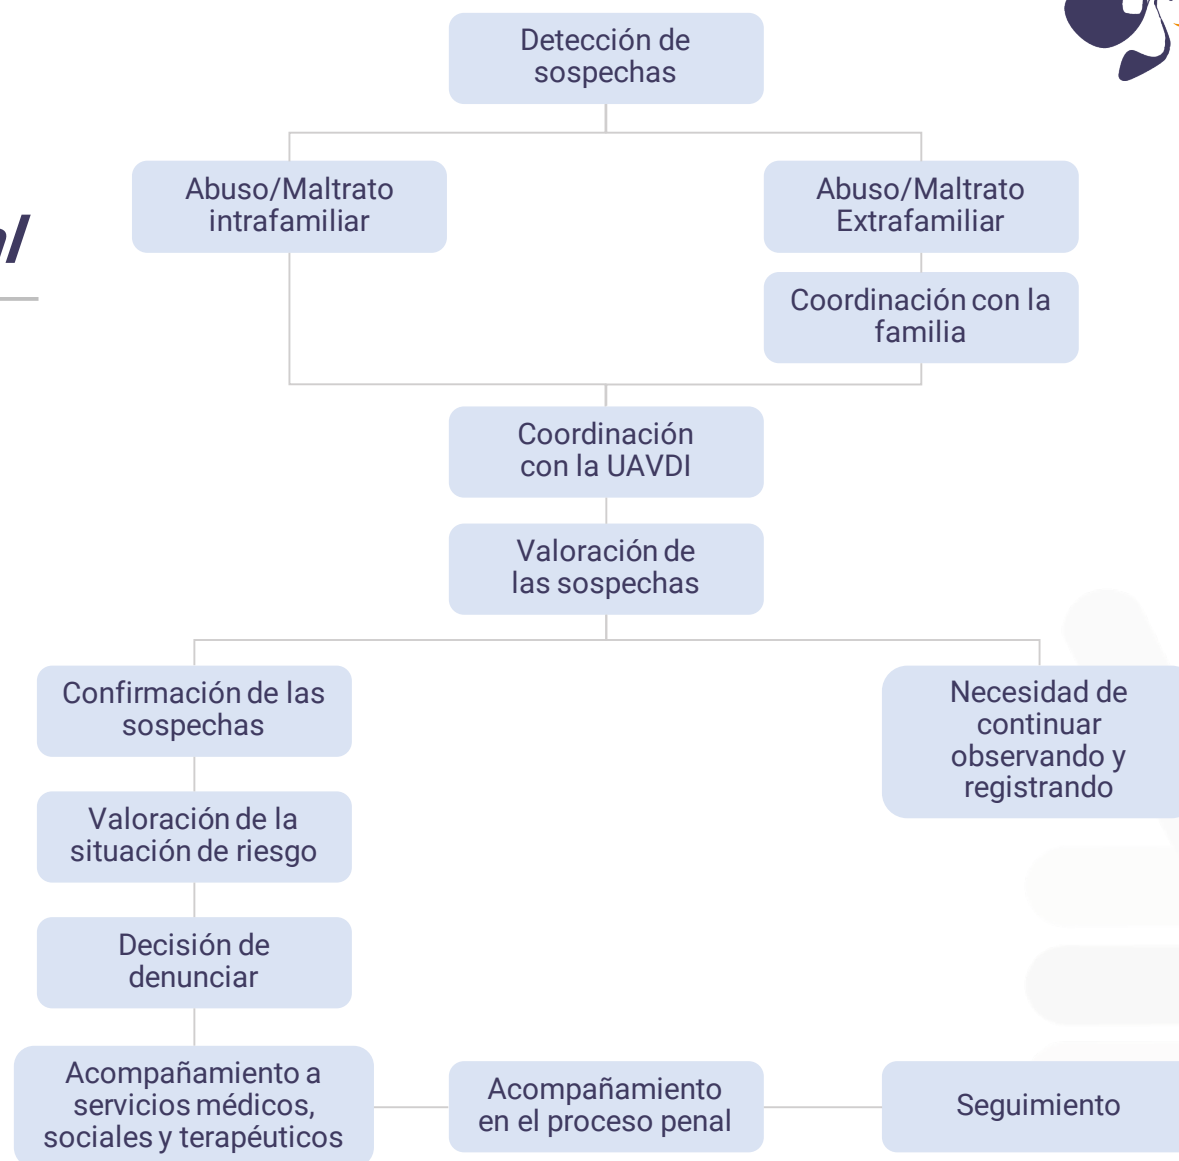 Detección de
sospechas
Abuso/Maltrato
intrafamiliar
Abuso/Maltrato
Extrafamiliar
Coordinación con la
familia
Coordinación
con la UAVDI
Valoración de
las sospechas
Confirmación de las
sospechas
Necesidad de
continuar
observando y
registrando
Valoración de la
situación de riesgo
Decisión de
denunciar
Acompañamiento a
servicios médicos,
sociales y terapéuticos
Acompañamiento
en el proceso penal
Seguimiento